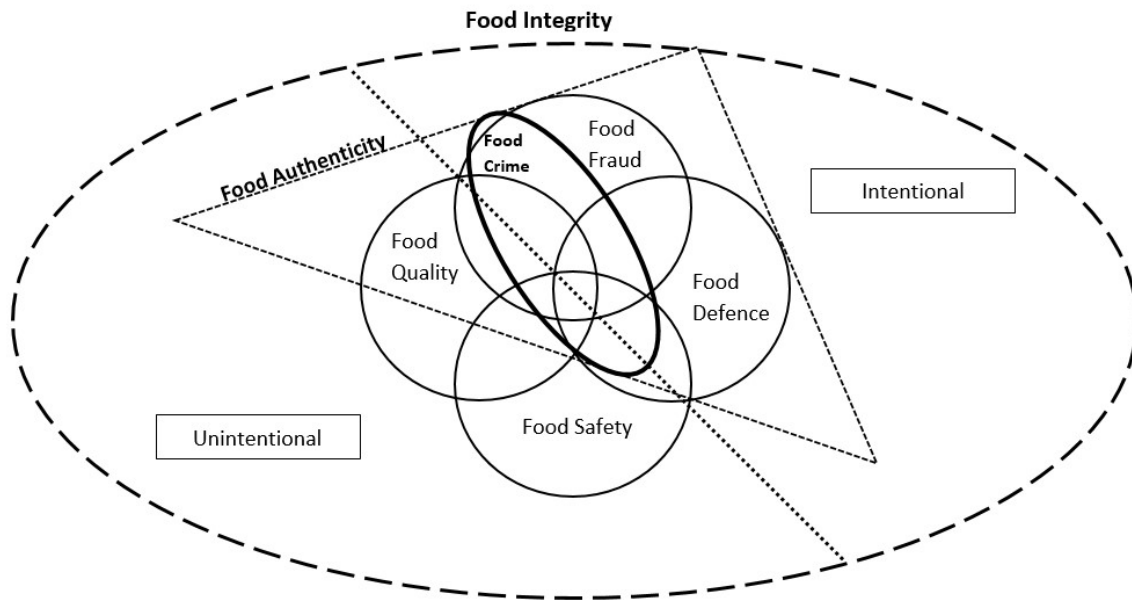 Food Integrity
Food Authenticity
Food
Crime
Food
Fraud
Intentional
Food
Quality
Food
Defence
Unintentional
Food Safety